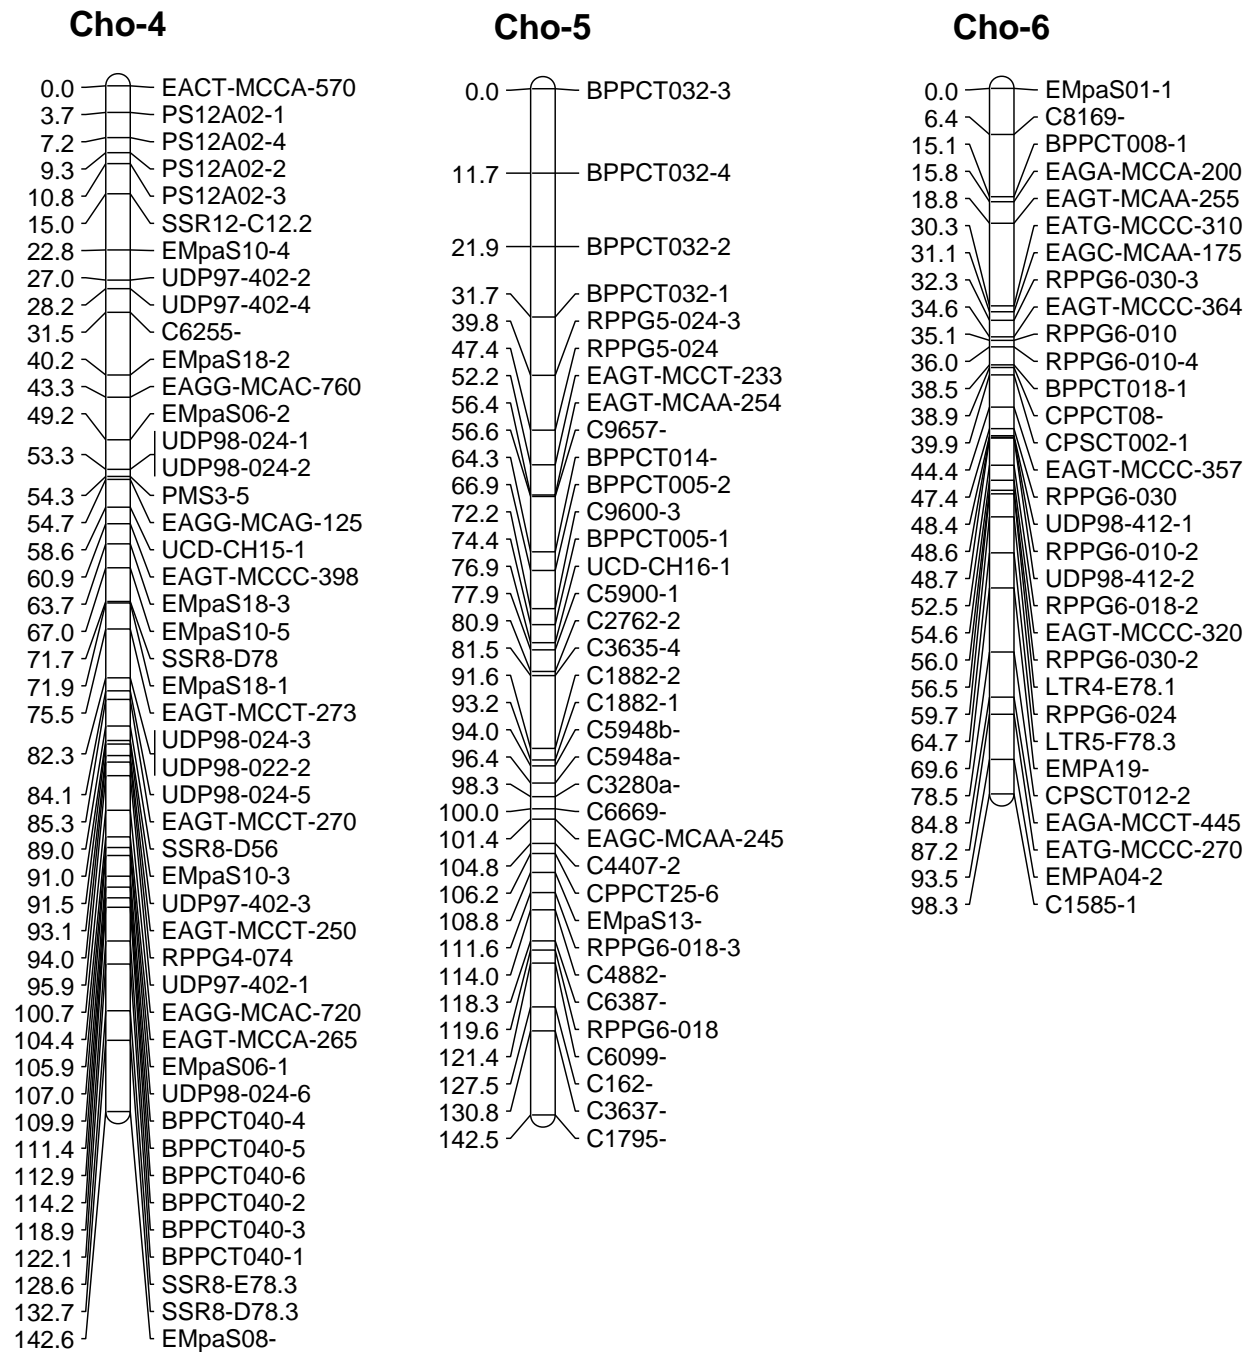 Cho-4
0.0 EACT-MCCA-570
3.7 PS12A02-1
7.2 PS12A02-4
9.3 PS12A02-2
10.8 PS12A02-3
15.0 SSR12-C12.2
22.8 EMpaS10-4
27.0 UDP97-402-2
28.2 UDP97-402-4
31.5 C6255-
40.2 EMpaS18-2
43.3 EAGG-MCAC-760
49.2 EMpaS06-2
53.3 UDP98-024-1
UDP98-024-2
54.3 PMS3-5
54.7 EAGG-MCAG-125
58.6 UCD-CH15-1
60.9 EAGT-MCCC-398
63.7 EMpaS18-3
67.0 EMpaS10-5
71.7 SSR8-D78
71.9 EMpaS18-1
75.5 EAGT-MCCT-273
82.3 UDP98-024-3
UDP98-022-2
84.1 UDP98-024-5
85.3 EAGT-MCCT-270
89.0 SSR8-D56
91.0 EMpaS10-3
91.5 UDP97-402-3
93.1 EAGT-MCCT-250
94.0 RPPG4-074
95.9 UDP97-402-1
100.7 EAGG-MCAC-720
104.4 EAGT-MCCA-265
105.9 EMpaS06-1
107.0 UDP98-024-6
109.9 BPPCT040-4
111.4 BPPCT040-5
112.9 BPPCT040-6
114.2 BPPCT040-2
118.9 BPPCT040-3
122.1 BPPCT040-1
128.6 SSR8-E78.3
132.7 SSR8-D78.3
142.6 EMpaS08-
Cho-5
0.0 BPPCT032-3
11.7 BPPCT032-4
21.9 BPPCT032-2
31.7 BPPCT032-1
39.8 RPPG5-024-3
47.4 RPPG5-024
52.2 EAGT-MCCT-233
56.4 EAGT-MCAA-254
56.6 C9657-
64.3 BPPCT014-
66.9 BPPCT005-2
72.2 C9600-3
74.4 BPPCT005-1
76.9 UCD-CH16-1
77.9 C5900-1
80.9 C2762-2
81.5 C3635-4
91.6 C1882-2
93.2 C1882-1
94.0 C5948b-
96.4 C5948a-
98.3 C3280a-
100.0 C6669-
101.4 EAGC-MCAA-245
104.8 C4407-2
106.2 CPPCT25-6
108.8 EMpaS13-
111.6 RPPG6-018-3
114.0 C4882-
118.3 C6387-
119.6 RPPG6-018
121.4 C6099-
127.5 C162-
130.8 C3637-
142.5 C1795-
Cho-6
0.0 EMpaS01-1
6.4 C8169-
15.1 BPPCT008-1
15.8 EAGA-MCCA-200
18.8 EAGT-MCAA-255
30.3 EATG-MCCC-310
31.1 EAGC-MCAA-175
32.3 RPPG6-030-3
34.6 EAGT-MCCC-364
35.1 RPPG6-010
36.0 RPPG6-010-4
38.5 BPPCT018-1
38.9 CPPCT08-
39.9 CPSCT002-1
44.4 EAGT-MCCC-357
47.4 RPPG6-030
48.4 UDP98-412-1
48.6 RPPG6-010-2
48.7 UDP98-412-2
52.5 RPPG6-018-2
54.6 EAGT-MCCC-320
56.0 RPPG6-030-2
56.5 LTR4-E78.1
59.7 RPPG6-024
64.7 LTR5-F78.3
69.6 EMPA19-
78.5 CPSCT012-2
84.8 EAGA-MCCT-445
87.2 EATG-MCCC-270
93.5 EMPA04-2
98.3 C1585-1